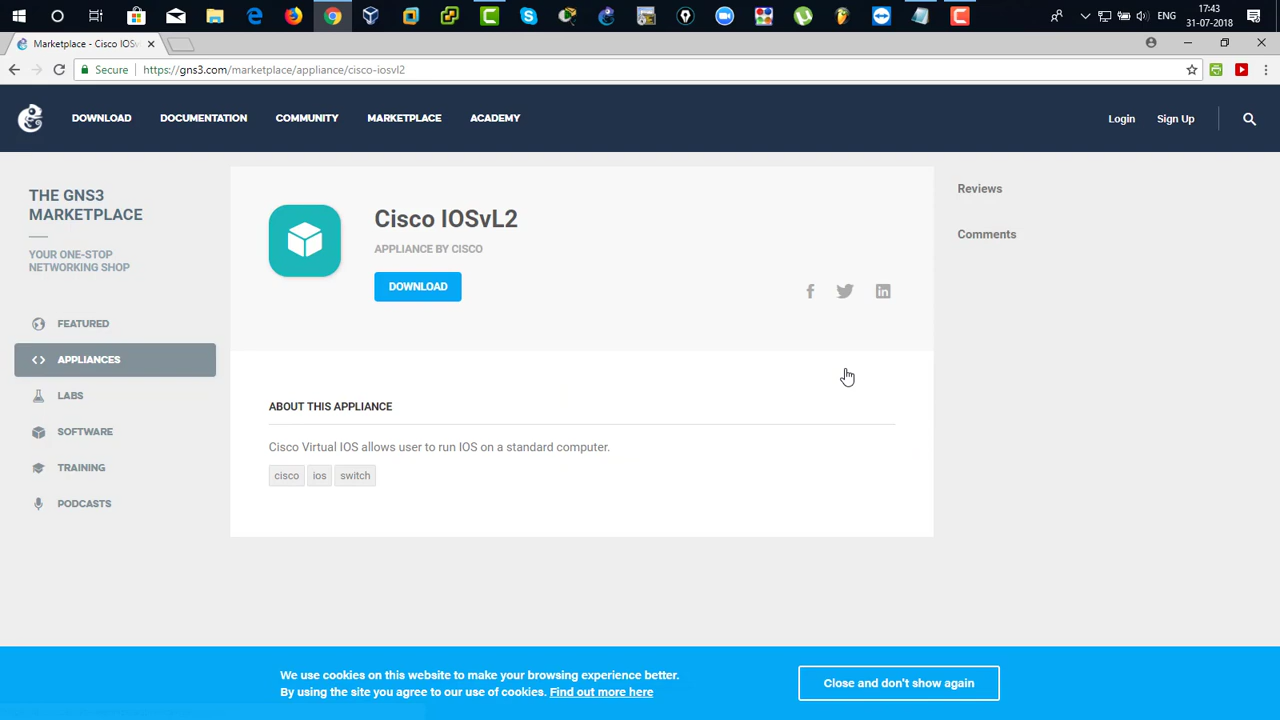 17:43
ENG
31-07-2018
Marketplace - Cisco IOSv
Secure
https://gns3.com/marketplace/appliance/cisco-iosvl2
DOWNLOAD
DOCUMENTATION
COMMUNITY
MARKETPLACE
ACADEMY
Login
Sign Up
THE GNS3
MARKETPLACE
YOUR ONE-STOP
NETWORKING SHOP
FEATURED
APPLIANCES
LABS
SOFTWARE
TRAINING
PODCASTS
Cisco IOSvL2
APPLIANCE BY CISCO
DOWNLOAD
ABOUT THIS APPLIANCE
Cisco Virtual IOS allows user to run IOS on a standard computer.
cisco
ios
switch
Reviews
Comments
We use cookies on this website to make your browsing experience better.
By using the site you agree to our use of cookies. Find out more here
Close and don't show again